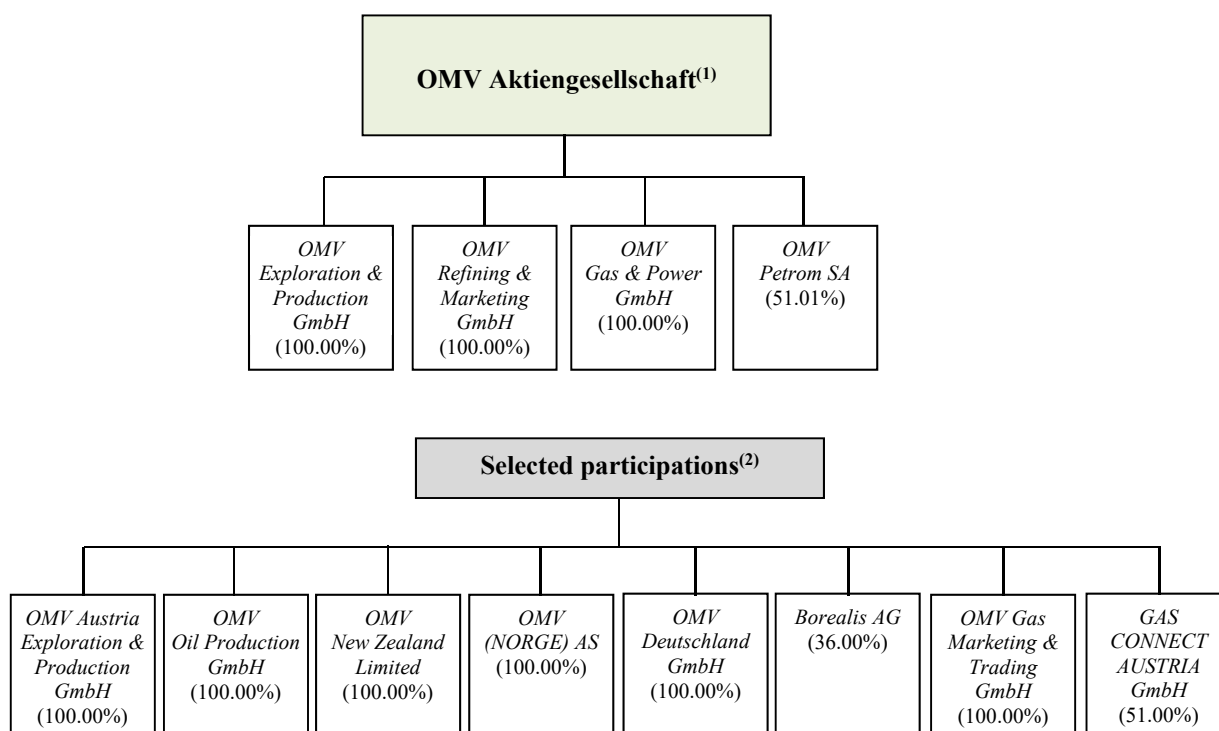 OMV Aktiengesellschaft(1)
OMV
Exploration &
Production
GmbH
(100.00%)
OMV
Refining &
Marketing
GmbH
(100.00%)
OMV
Gas & Power
GmbH
(100.00%)
OMV
Petrom SA
(51.01%)
Selected participations(2)
OMV Austria
Exploration &
Production
GmbH
(100.00%)
OMV
Oil Production
GmbH
(100.00%)
OMV
New Zealand
Limited
(100.00%)
OMV
(NORGE) AS
(100.00%)
OMV
Deutschland
GmbH
(100.00%)
Borealis AG
(36.00%)
OMV Gas
Marketing &
Trading
GmbH
(100.00%)
GAS
CONNECT
AUSTRIA
GmbH
(51.00%)